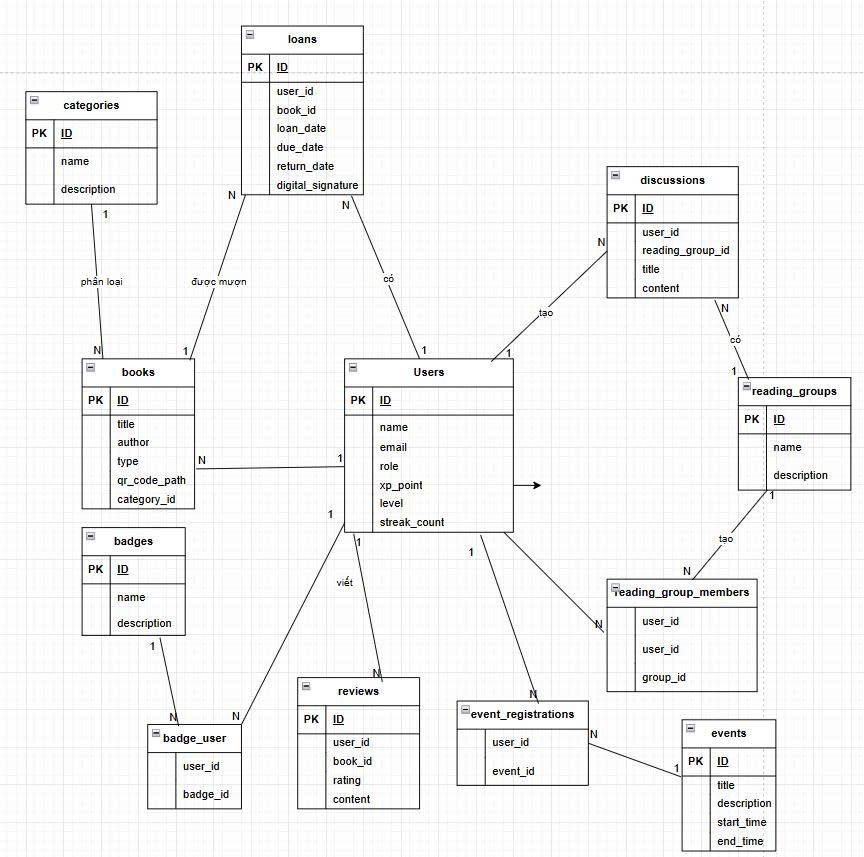 loans
PK ID
user_id
book_id
loan_date
due_date
return_date
digital_signature
categories
PK ID
name
description
discussions
PK ID
user_id
reading_group_id
title
content
1
N
N
N
phân loại
được mượn
có
tạo
N
có
N
1
1
1
1
books
PK ID
title
author
type
qr_code_path
category_id
Users
PK ID
name
email
role
xp_point
level
streak_count
reading_groups
PK ID
name
description
N
1
1
1
1
1
tạo
N
badges
PK ID
name
description
viết
reading_group_members
user_id
user_id
group_id
N
1
N
N
N
N
N
1
reviews
PK ID
user_id
book_id
rating
content
badge_user
user_id
badge_id
event_registrations
user_id
event_id
events
PK ID
title
description
start_time
end_time